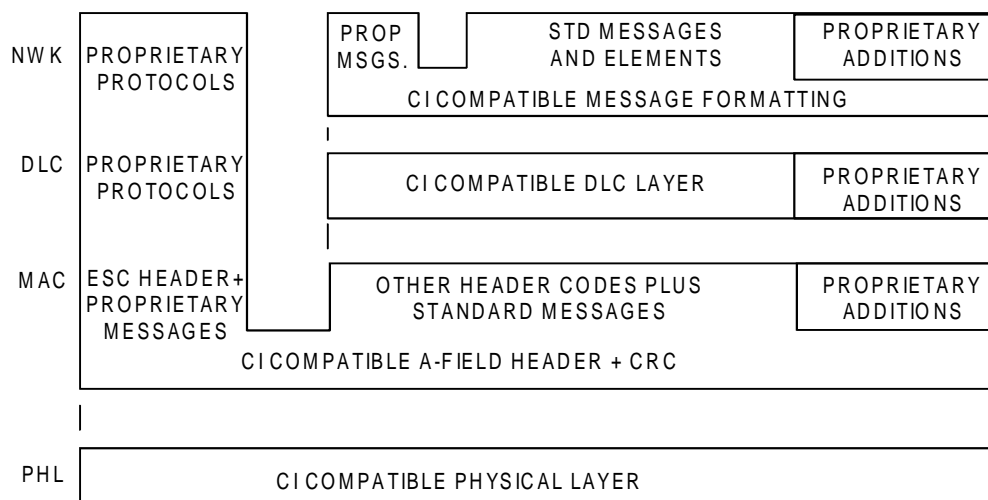 NWK
PROPRIETARY
PROTOCOLS
PROP
MSGS.
STD MESSAGES
AND ELEMENTS
PROPRIETARY
ADDITIONS
CI COMPATIBLE MESSAGE FORMATTING
DLC
PROPRIETARY
PROTOCOLS
CI COMPATIBLE DLC LAYER
PROPRIETARY
ADDITIONS
MAC
ESC HEADER+
PROPRIETARY
MESSAGES
OTHER HEADER CODES PLUS
STANDARD MESSAGES
PROPRIETARY
ADDITIONS
CI COMPATIBLE A-FIELD HEADER + CRC
PHL
CI COMPATIBLE PHYSICAL LAYER